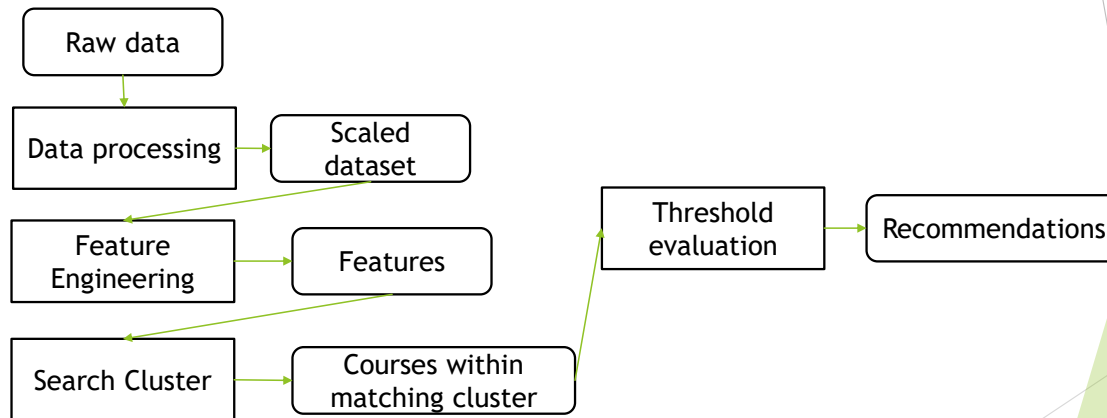 Raw data
Data processing
Scaled
dataset
Feature
Engineering
Features
Search Cluster
Courses within
matching cluster
Threshold
evaluation
Recommendations